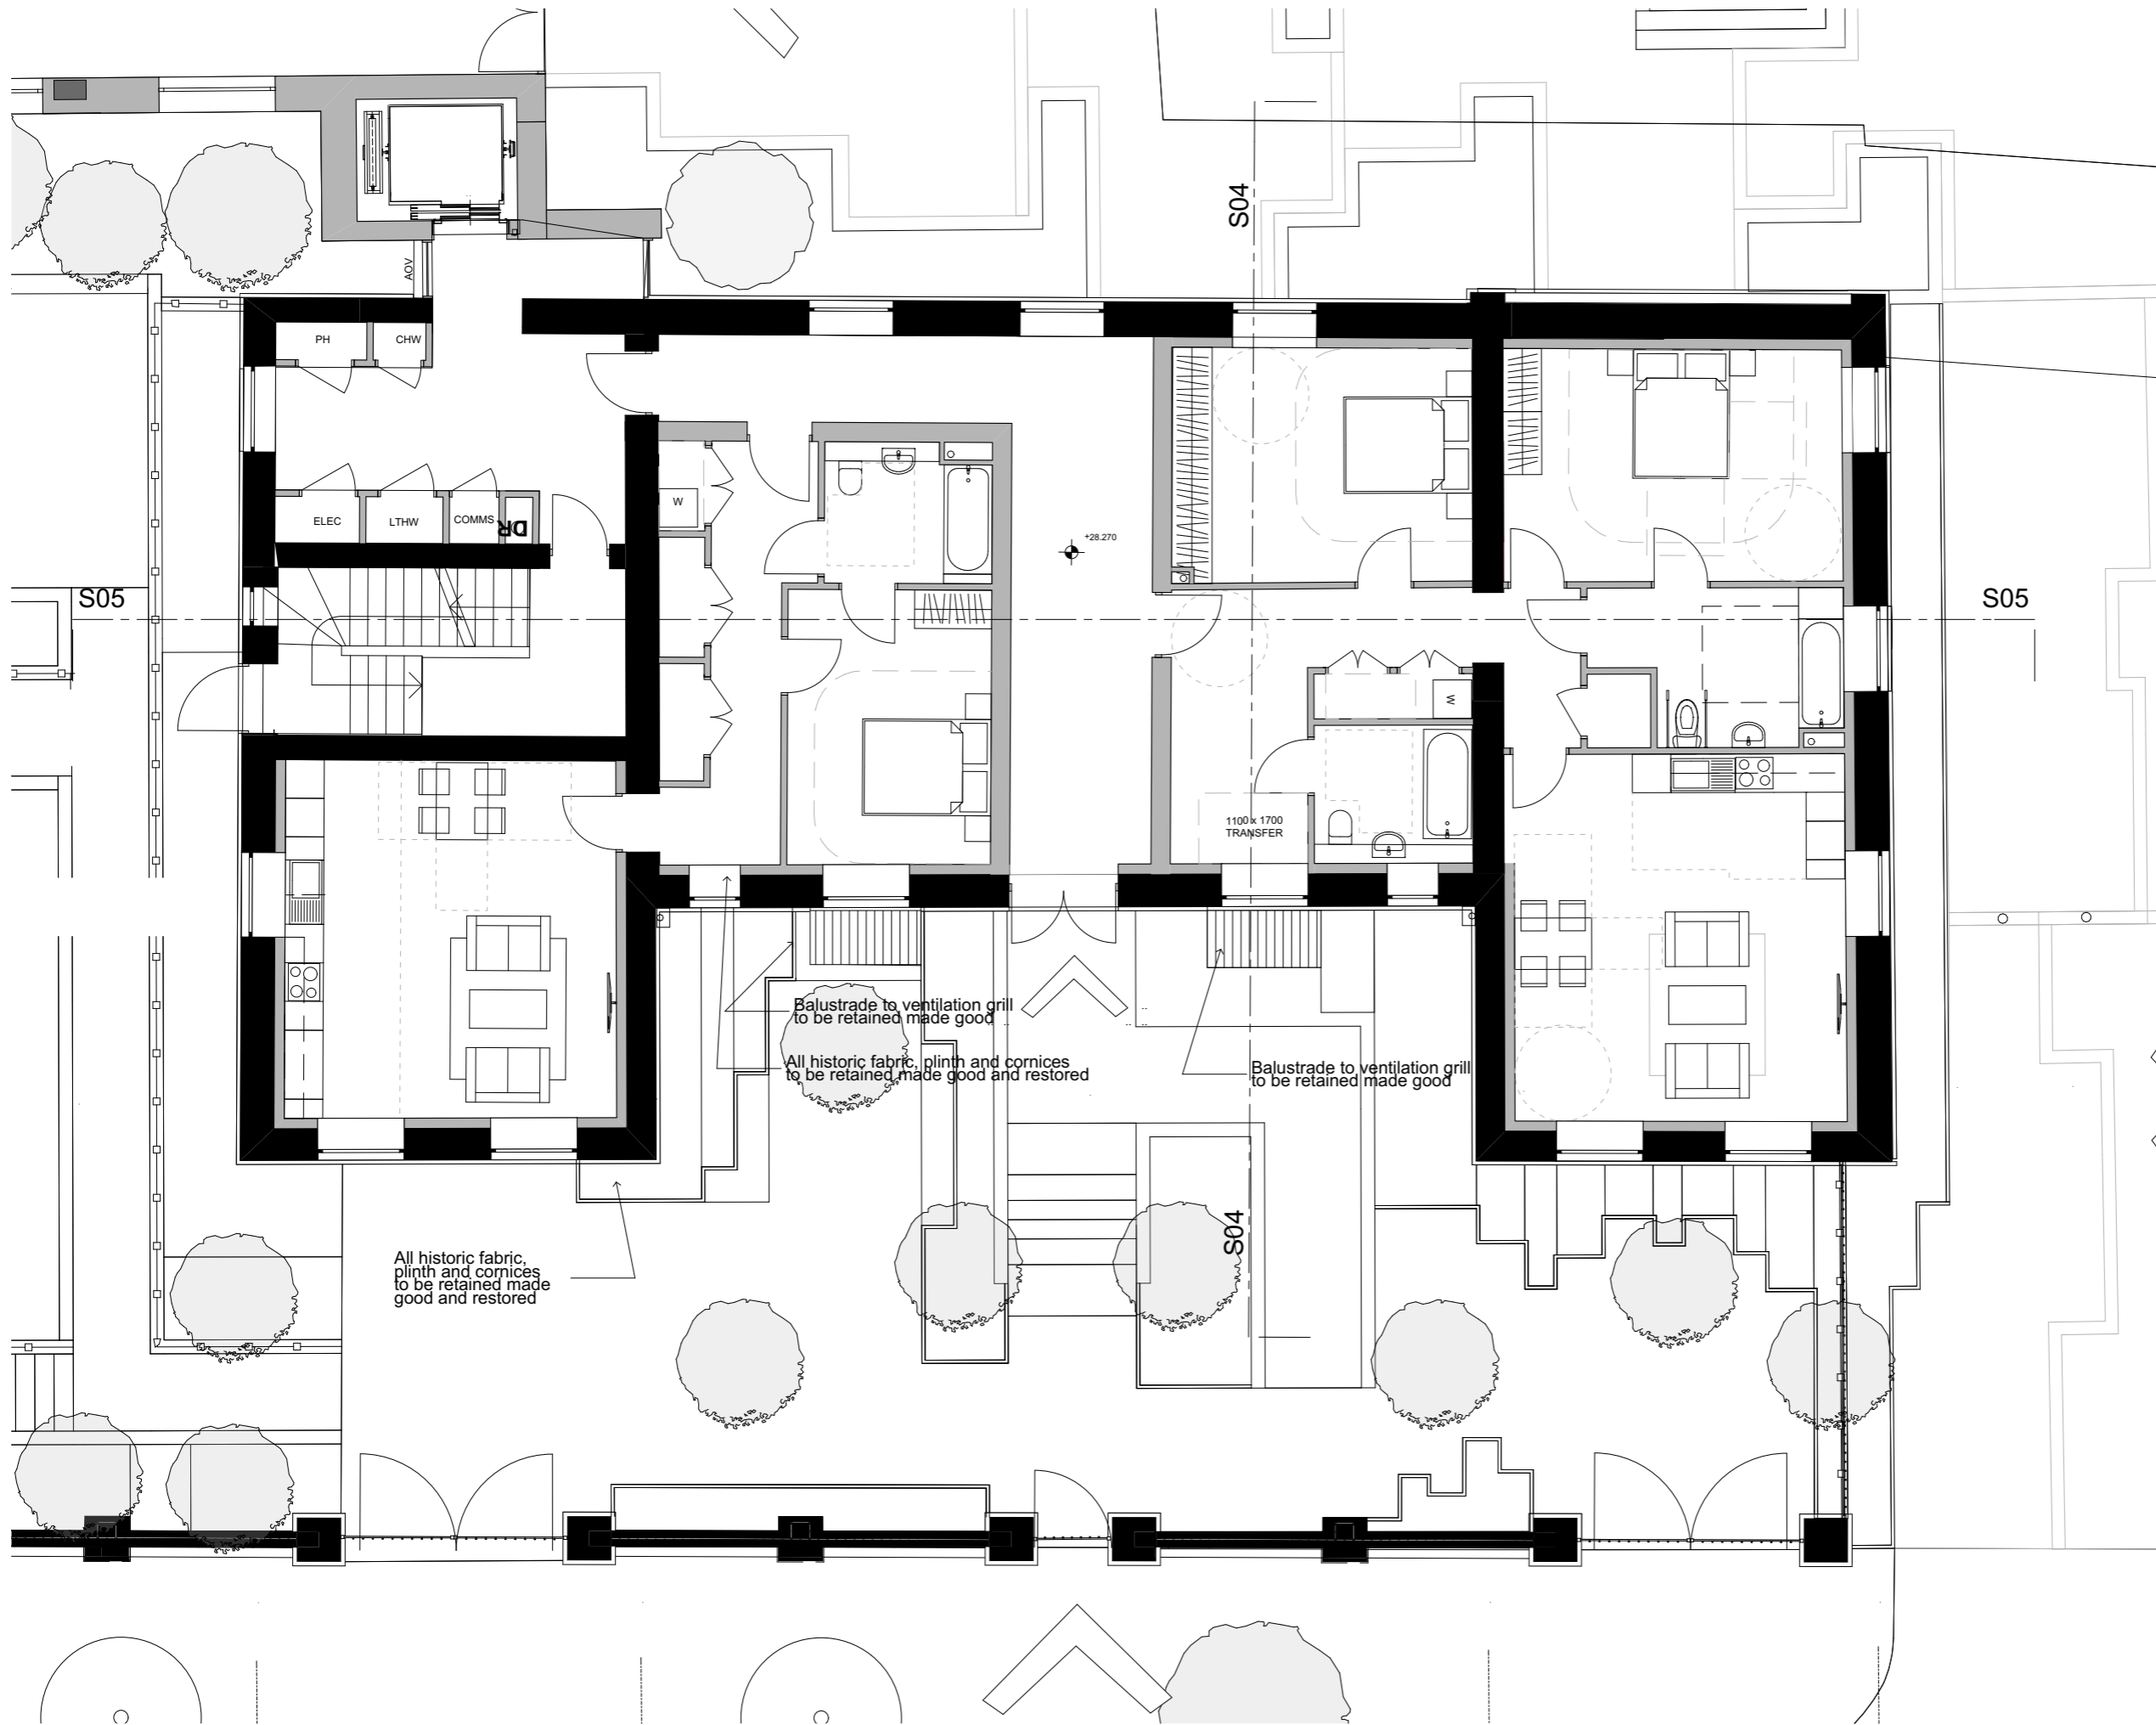 S04
AOV
PH
CHW
W
ELEC
LTHW
COMMS
DR
+28.270
S05
S05
W
1100 x 1700
TRANSFER
Balustrade to ventilation grill
to be retained made good
All historic fabric, plinth and cornices
to be retained made good and restored
Balustrade to ventilation grill
to be retained made good
S04
All historic fabric,
plinth and cornices
to be retained made
good and restored